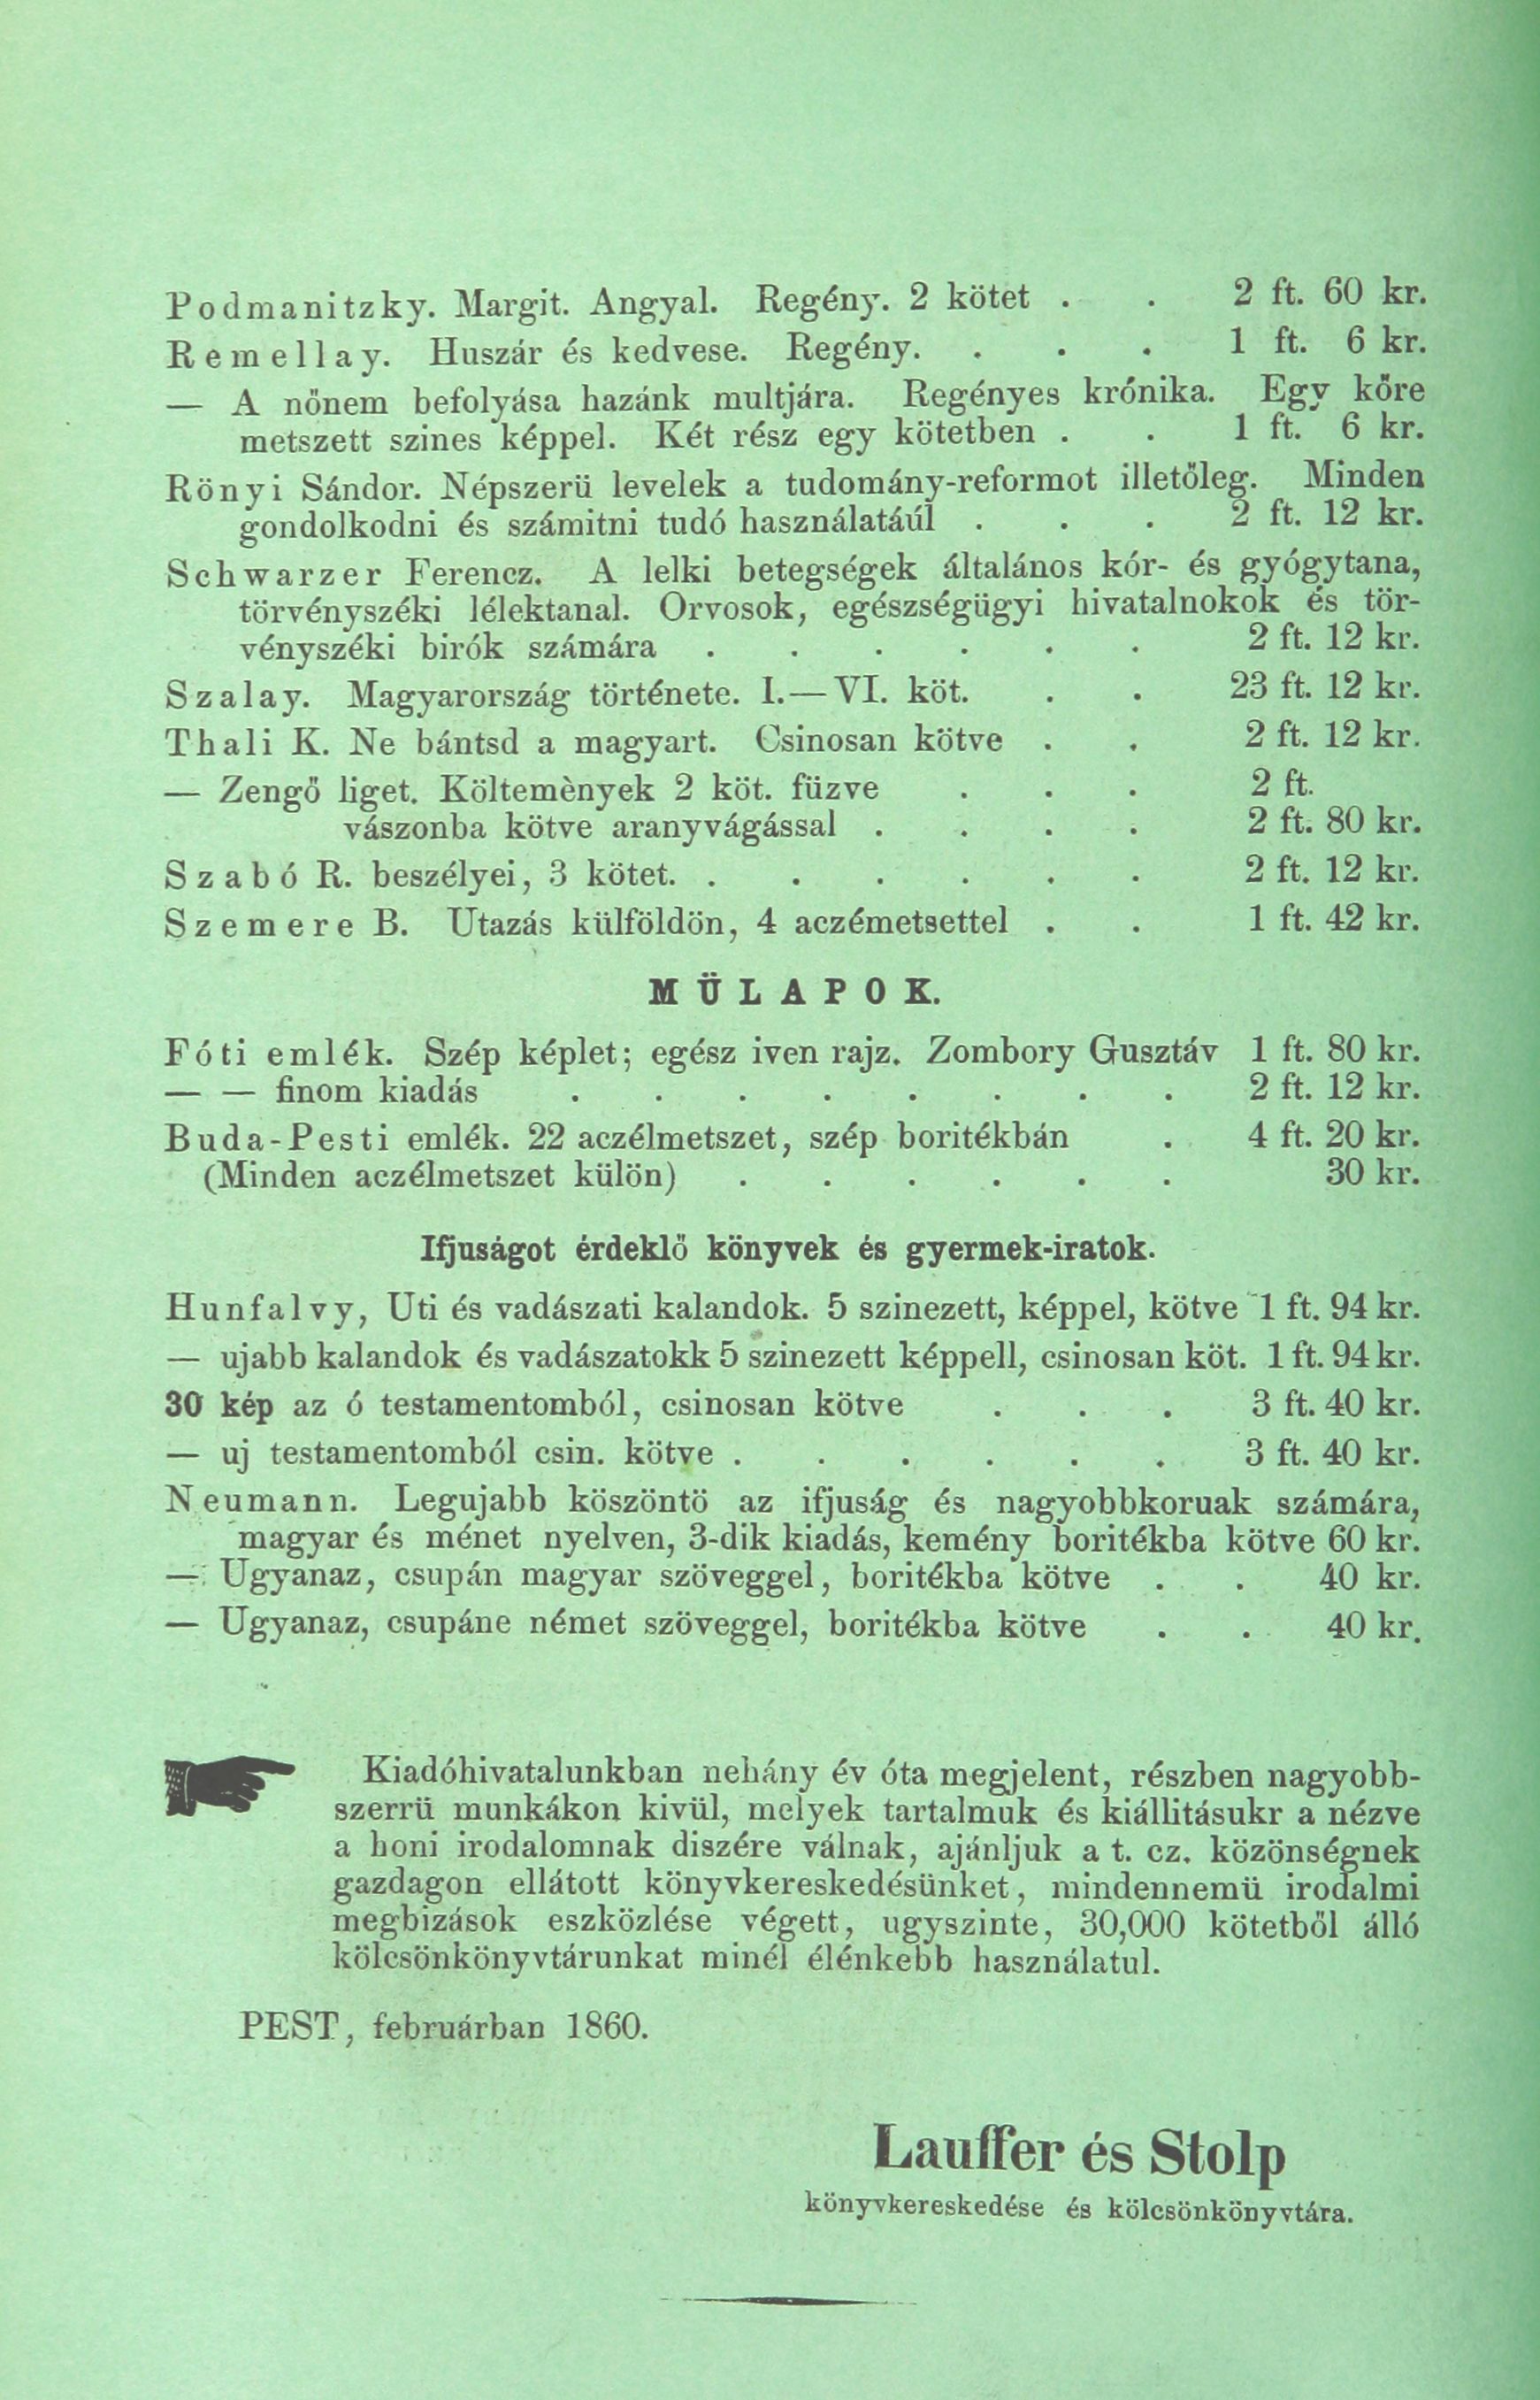 Podmanitzky. Margit. Angyal. Regény. 2 kötet . . 2 ft. 60 kr.
Remellay. Huszár és kedvese. Regény. . . . 1 ft. 6 kr.
— A nőnem befolyása hazánk multjára. Regényes krónika. Egy kőre
metszett szines képpel. Két rész egy kötetben . . 1 ft. 6 kr.
Rönyi Sándor. Népszerü levelek a tudomány-reformot illetőleg. Minden
gondolkodni és számitni tudó használatáúl . . . 2 ft. 12 kr.
Schwarzer Ferencz. A lelki betegségek általános kór- és gyógytana,
törvényszéki lélektanal. Orvosok, egészségügyi hivatalnokok és tör-
vényszéki birók számára . . . . . . 2 ft. 12 kr.
Szalay. Magyarország története. I.—VI. köt. . . 23 ft. 12 kr.
Thali K. Ne bántsd a magyart. Csinosan kötve . . 2 ft. 12 kr.
— Zengő liget. Költemènyek 2 köt. füzve . . . 2 ft.
vászonba kötve aranyvágással . . . . 2 ft. 80 kr.
Szabó R. beszélyei, 3 kötet. . . . . . . 2 ft. 12 kr.
Szemere B. Utazás külföldön, 4 aczémetsettel . . 1 ft. 42 kr.
MÜLAPOK.
Fóti emlék. Szép képlet; egész iven rajz. Zombory Gusztáv 1 ft. 80 kr.
— — finom kiadás . . . . . . . . 2 ft. 12 kr.
Buda-Pesti emlék. 22 aczélmetszet, szép boritékbán . 4 ft. 20 kr.
(Minden aczélmetszet külön) . . . . . . 30 kr.
Ifjuságot érdeklő könyvek és gyermek-iratok.
Hunfalvy, Uti és vadászati kalandok. 5 szinezett, képpel, kötve 1 ft. 94 kr.
— ujabb kalandok és vadászatokk 5 szinezett képpell, csinosan köt. 1 ft. 94 kr.
30 kép az ó testamentomból, csinosan kötve . . . 3 ft. 40 kr.
— uj testamentomból csin. kötve . . . . . . 3 ft. 40 kr.
Neumann. Legujabb köszöntö az ifjuság és nagyobbkoruak számára,
magyar és ménet nyelven, 3-dik kiadás, kemény boritékba kötve 60 kr.
— Ugyanaz, csupán magyar szöveggel, boritékba kötve . . 40 kr.
— Ugyanaz, csupáne német szöveggel, boritékba kötve . . 40 kr.
Kiadóhivatalunkban nehány év óta megjelent, részben nagyobb-
szerrü munkákon kivül, melyek tartalmuk és kiállitásukr a nézve
a honi irodalomnak diszére válnak, ajánljuk a t. cz. közönségnek
gazdagon ellátott könyvkereskedésünket, mindennemü irodalmi
megbizások eszközlése végett, ugyszinte, 30,000 kötetből álló
kölcsönkönyvtárunkat minél élénkebb használatul.
PEST, februárban 1860.
Lauffer és Stolp
könyvkereskedése és kölcsönkönyvtára.